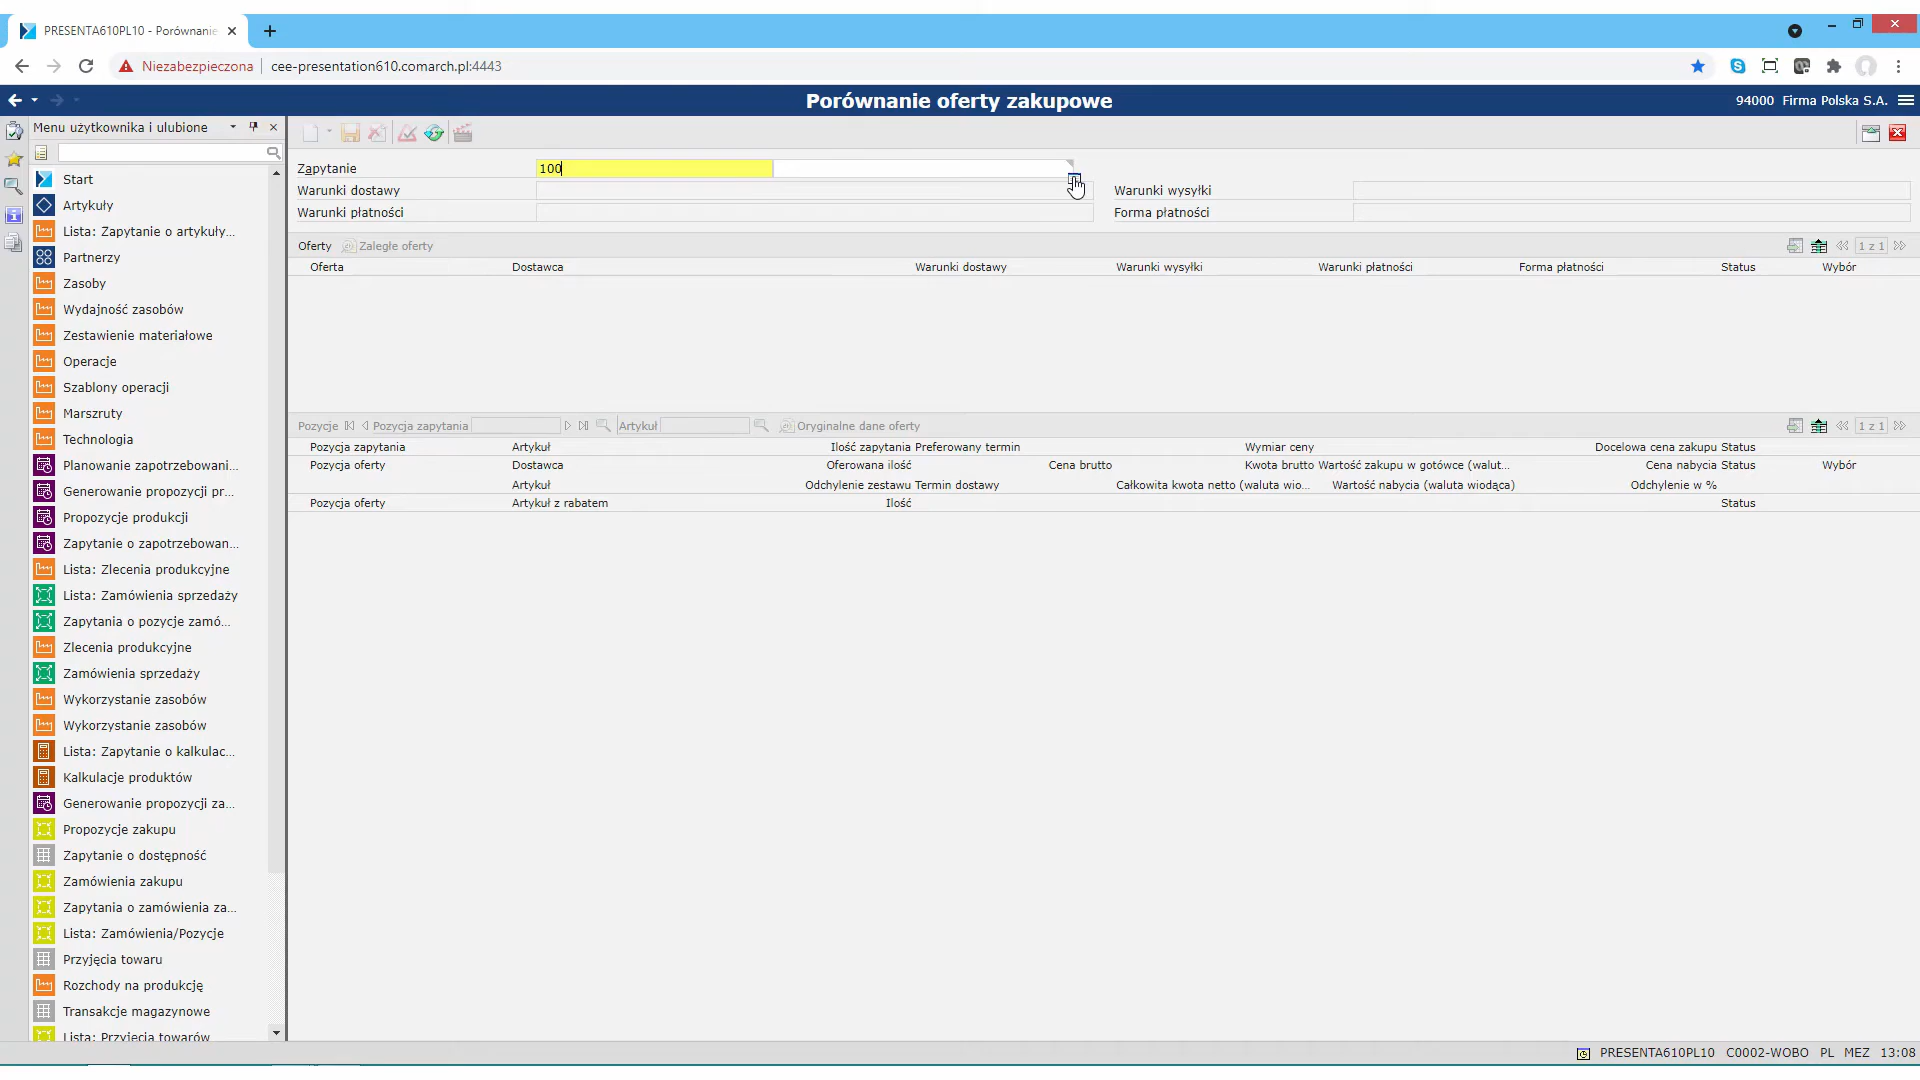 PRESENTA610PL10 - Porównanie
Niezabezpieczona cee-presentation610.comarch.pl:4443
Porównanie oferty zakupowe
94000 Firma Polska S.A.
Menu użytkownika i ulubione
Start
Artykuły
Lista: Zapytanie o artykuły...
Partnerzy
Zasoby
Wydajność zasobów
Zestawienie materiałowe
Operacje
Szablony operacji
Marszruty
Technologia
Planowanie zapotrzebowani...
Generowanie propozycji pr...
Propozycje produkcji
Zapytanie o zapotrzebowan...
Lista: Zlecenia produkcyjne
Lista: Zamówienia sprzedaży
Zapytania o pozycje zamó...
Zlecenia produkcyjne
Zamówienia sprzedaży
Wykorzystanie zasobów
Wykorzystanie zasobów
Lista: Zapytanie o kalkulac...
Kalkulacje produktów
Generowanie propozycji za...
Propozycje zakupu
Zapytanie o dostępność
Zamówienia zakupu
Zapytania o zamówienia za...
Lista: Zamówienia/Pozycje
Przyjęcia towaru
Rozchody na produkcję
Transakcje magazynowe
Lista: Przyjęcia towarów
Zapytanie 100
Warunki dostawy Warunki wysyłki
Warunki płatności Forma płatności
Oferty Zaległe oferty 1 z 1
Oferta Dostawca Warunki dostawy Warunki wysyłki Warunki płatności Forma płatności Status Wybór
Pozycje Pozycja zapytania Artykuł Oryginalne dane oferty 1 z 1
Pozycja zapytania Artykuł Ilość zapytania Preferowany termin Wymiar ceny Docelowa cena zakupu Status
Pozycja oferty Dostawca Oferowana ilość Cena brutto Kwota brutto Wartość zakupu w gotówce (walut... Cena nabycia Status Wybór
Artykuł Odchylenie zestawu Termin dostawy Całkowita kwota netto (waluta wio... Wartość nabycia (waluta wiodąca) Odchylenie w %
Pozycja oferty Artykuł z rabatem Ilość Status
PRESENTA610PL10 C0002-WOBO PL MEZ 13:08